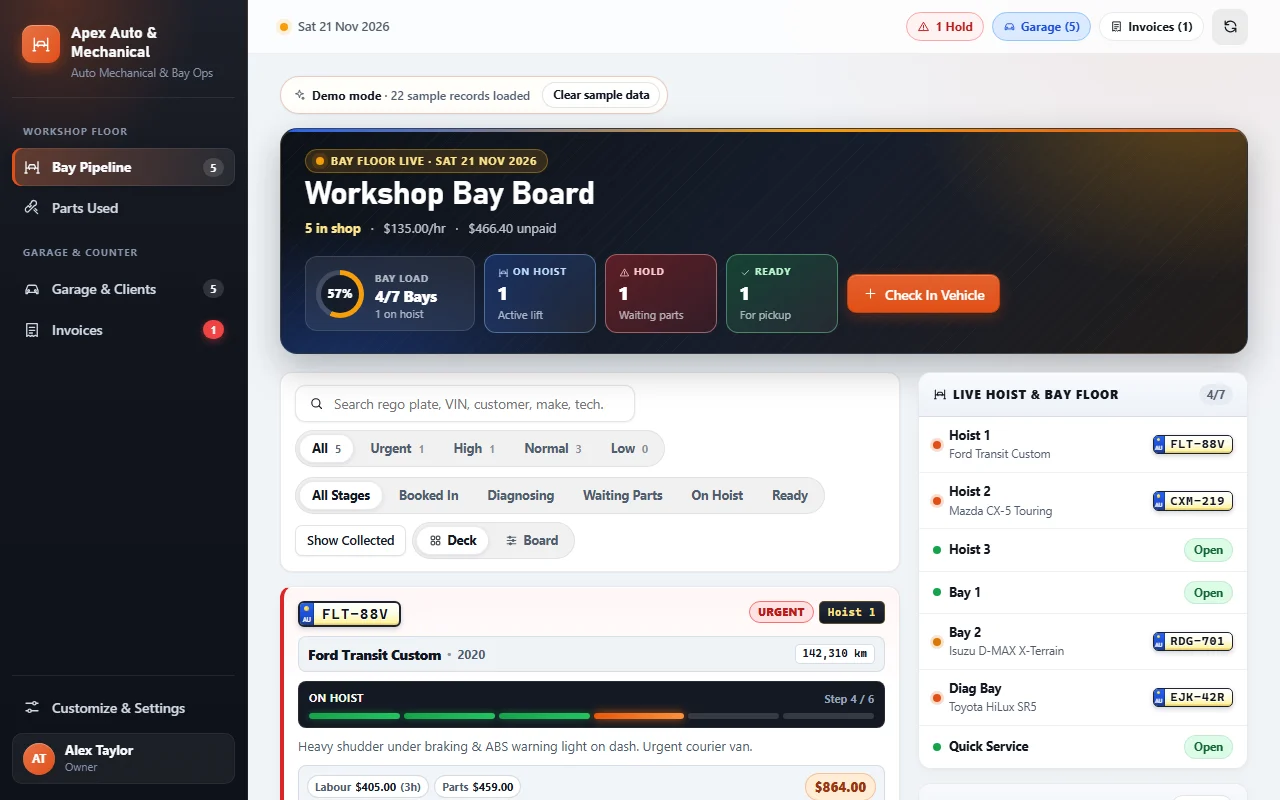 Apex Auto &
Mechanical
Auto Mechanical & Bay Ops
WORKSHOP FLOOR
Bay Pipeline 5
Parts Used
GARAGE & COUNTER
Garage & Clients 5
Invoices 1
Customize & Settings
AT Alex Taylor
Owner
Sat 21 Nov 2026
1 Hold
Garage (5)
Invoices (1)
Demo mode · 22 sample records loaded
Clear sample data
BAY FLOOR LIVE · SAT 21 NOV 2026
Workshop Bay Board
5 in shop · $135.00/hr · $466.40 unpaid
57%
BAY LOAD
4/7 Bays
1 on hoist
ON HOIST
1
Active lift
HOLD
1
Waiting parts
READY
1
For pickup
Check In Vehicle
Search rego plate, VIN, customer, make, tech.
All 5 Urgent 1 High 1 Normal 3 Low 0
All Stages Booked In Diagnosing Waiting Parts On Hoist Ready
Show Collected Deck Board
AU FLT-88V URGENT Hoist 1
Ford Transit Custom • 2020 142,310 km
ON HOIST Step 4 / 6
Heavy shudder under braking & ABS warning light on dash. Urgent courier van.
Labour $405.00 (3h) Parts $459.00 $864.00
LIVE HOIST & BAY FLOOR 4/7
Hoist 1
Ford Transit Custom
AU FLT-88V
Hoist 2
Mazda CX-5 Touring
AU CXM-219
Hoist 3 Open
Bay 1 Open
Bay 2
Isuzu D-MAX X-Terrain
AU RDG-701
Diag Bay
Toyota HiLux SR5
AU EJK-42R
Quick Service Open